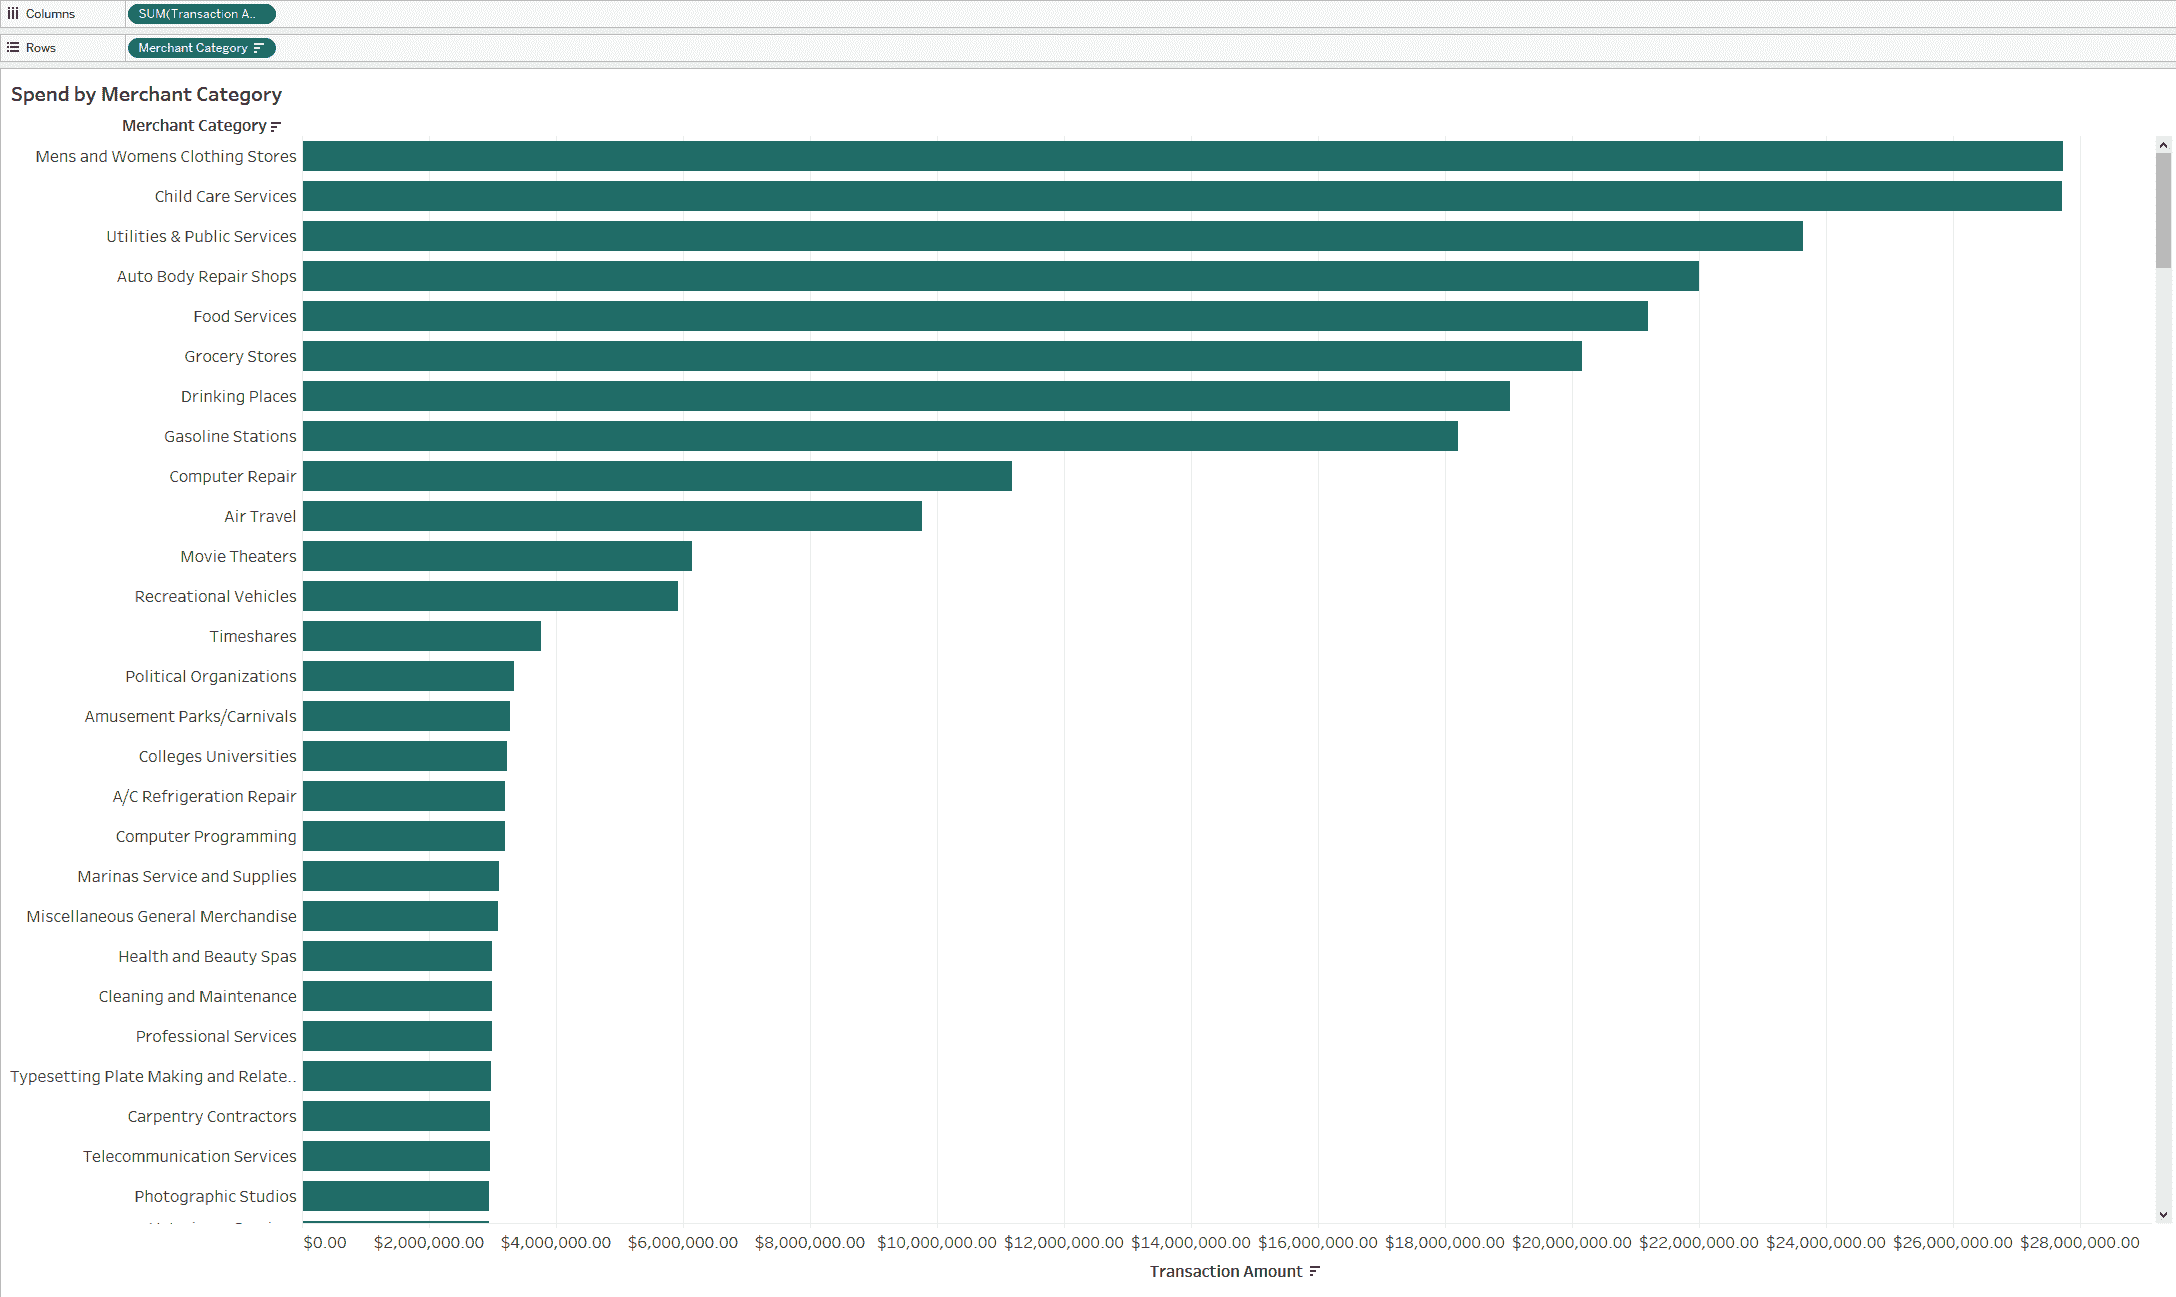 Columns
SUM(Transaction A..
Rows
Merchant Category
Spend by Merchant Category
Merchant Category
Mens and Womens Clothing Stores
Child Care Services
Utilities & Public Services
Auto Body Repair Shops
Food Services
Grocery Stores
Drinking Places
Gasoline Stations
Computer Repair
Air Travel
Movie Theaters
Recreational Vehicles
Timeshares
Political Organizations
Amusement Parks/Carnivals
Colleges Universities
A/C Refrigeration Repair
Computer Programming
Marinas Service and Supplies
Miscellaneous General Merchandise
Health and Beauty Spas
Cleaning and Maintenance
Professional Services
Typesetting Plate Making and Relate..
Carpentry Contractors
Telecommunication Services
Photographic Studios
$0.00 $2,000,000.00 $4,000,000.00 $6,000,000.00 $8,000,000.00 $10,000,000.00 $12,000,000.00 $14,000,000.00 $16,000,000.00 $18,000,000.00 $20,000,000.00 $22,000,000.00 $24,000,000.00 $26,000,000.00 $28,000,000.00
Transaction Amount